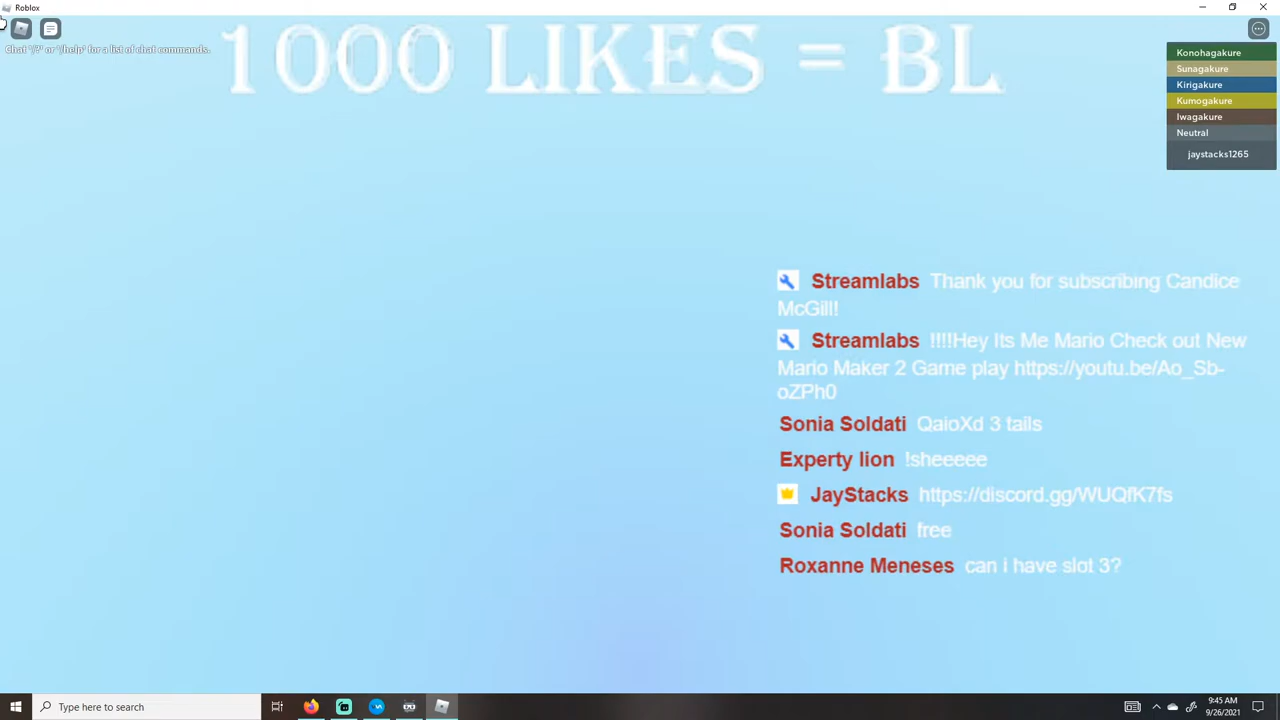 Roblox
Chat '/?' or '/help' for a list of chat commands.
1000 LIKES = BL
Konohagakure
Sunagakure
Kirigakure
Kumogakure
Iwagakure
Neutral
jaystacks1265
Streamlabs Thank you for subscribing Candice
McGill!
Streamlabs !!!!Hey Its Me Mario Check out New
Mario Maker 2 Game play https://youtu.be/Ao_Sb-
oZPh0
Sonia Soldati QaioXd 3 tails
Experty lion !sheeeee
JayStacks https://discord.gg/WUQfK7fs
Sonia Soldati free
Roxanne Meneses can i have slot 3?
Type here to search
9:45 AM
9/26/2021